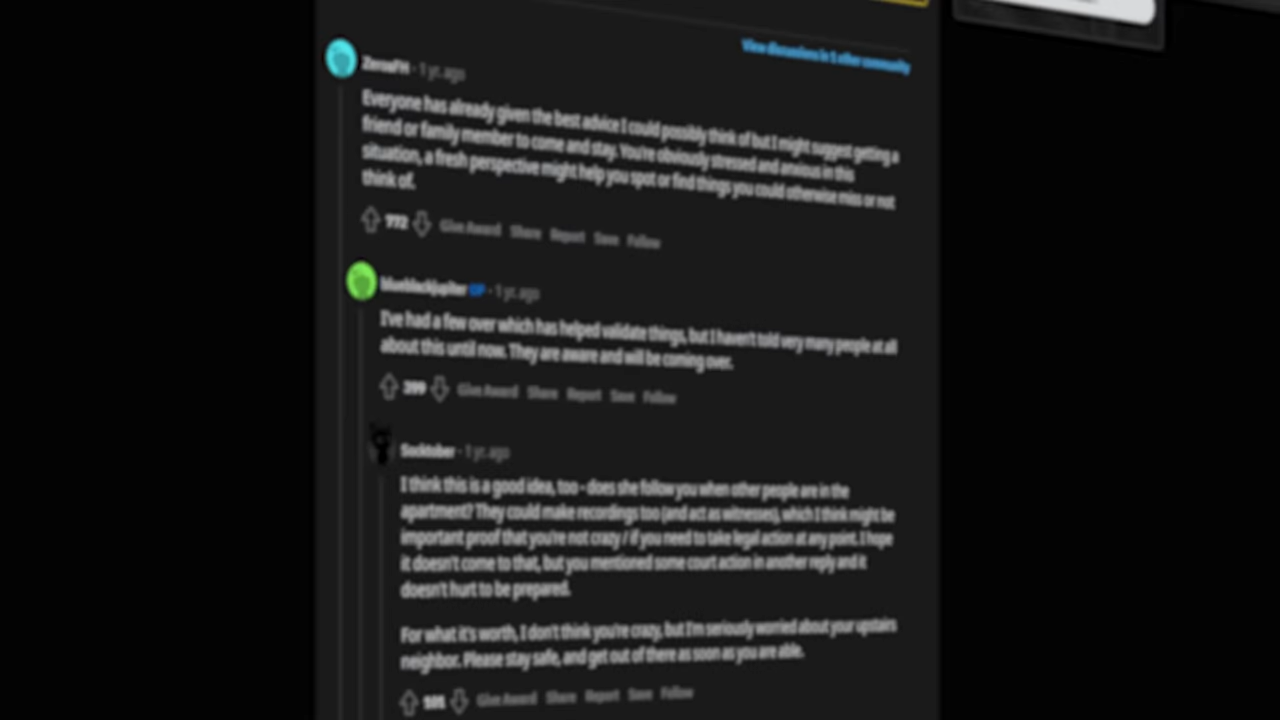 View discussions in 1 other community
· 1 yr. ago
Everyone has already given the best advice I could possibly think of but I might suggest getting a
friend or family member to come and stay. You're obviously stressed and anxious in this
situation, a fresh perspective might help you spot or find things you could otherwise miss or not
think of.
772 Give Award Share Report Save Follow
blueblackjupiter OP · 1 yr. ago
I've had a few over which has helped validate things, but I haven't told very many people at all
about this until now. They are aware and will be coming over.
399 Give Award Share Report Save Follow
Socktober · 1 yr. ago
I think this is a good idea, too - does she follow you when other people are in the
apartment? They could make recordings too (and act as witnesses), which I think might be
important proof that you're not crazy / if you need to take legal action at any point. I hope
it doesn't come to that, but you mentioned some court action in another reply and it
doesn't hurt to be prepared.
For what it's worth, I don't think you're crazy, but I'm seriously worried about your upstairs
neighbor. Please stay safe, and get out of there as soon as you are able.
Give Award Share Report Save Follow